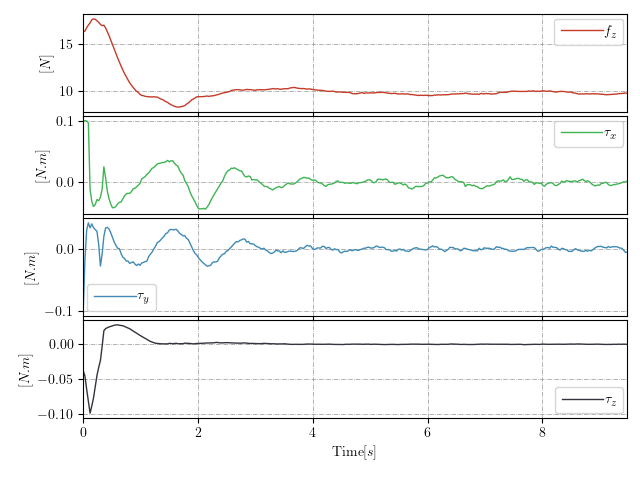 [N]
15
10
f_z
[N.m]
0.1
0.0
τ_x
[N.m]
0.0
−0.1
τ_y
[N.m]
0.00
−0.05
−0.10
τ_z
0 2 4 6 8
Time[s]